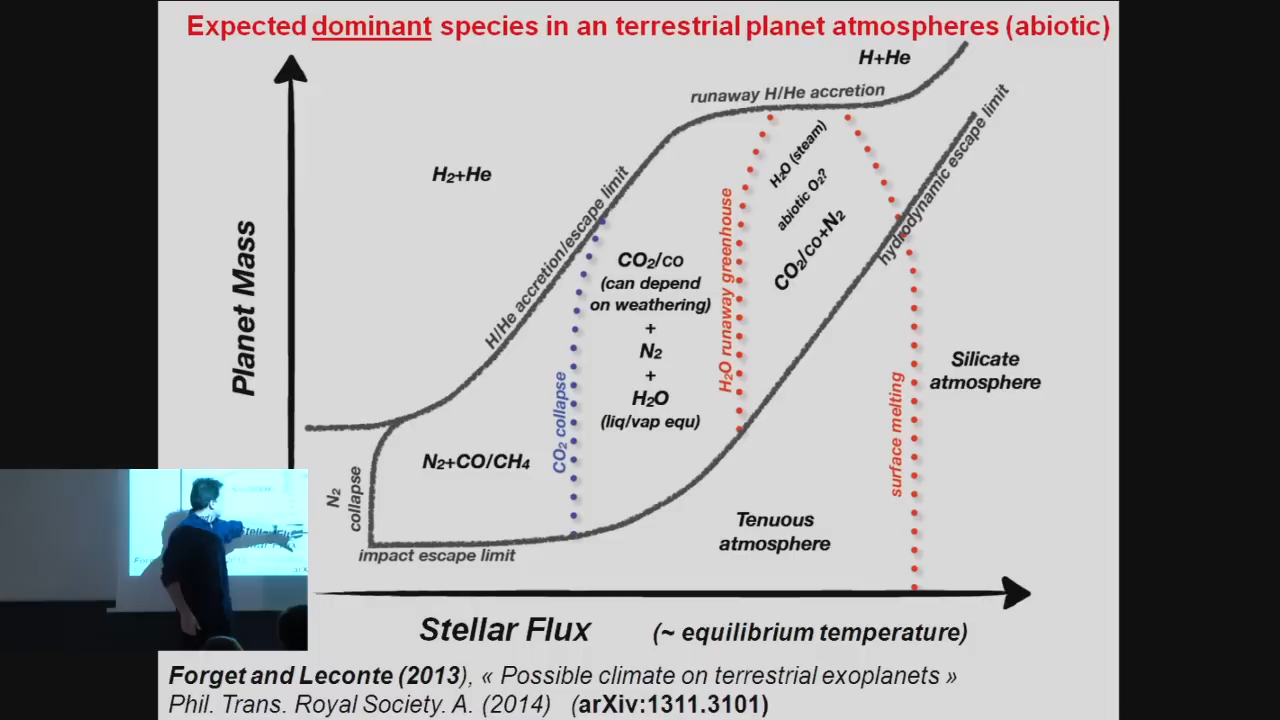 Expected dominant species in an terrestrial planet atmospheres (abiotic)
H+He
runaway H/He accretion
H2+He
H/He accretion/escape limit
H2O (steam)
abiotic O2?
CO2/co+N2
hydrodynamic escape limit
Planet Mass
CO2/co
(can depend
on weathering)
+
N2
+
H2O
(liq/vap equ)
H2O runaway greenhouse
Silicate
atmosphere
CO2 collapse
surface melting
N2+CO/CH4
N2
collapse
Tenuous
atmosphere
impact escape limit
Stellar Flux
(~ equilibrium temperature)
Forget and Leconte (2013), « Possible climate on terrestrial exoplanets »
Phil. Trans. Royal Society. A. (2014) (arXiv:1311.3101)